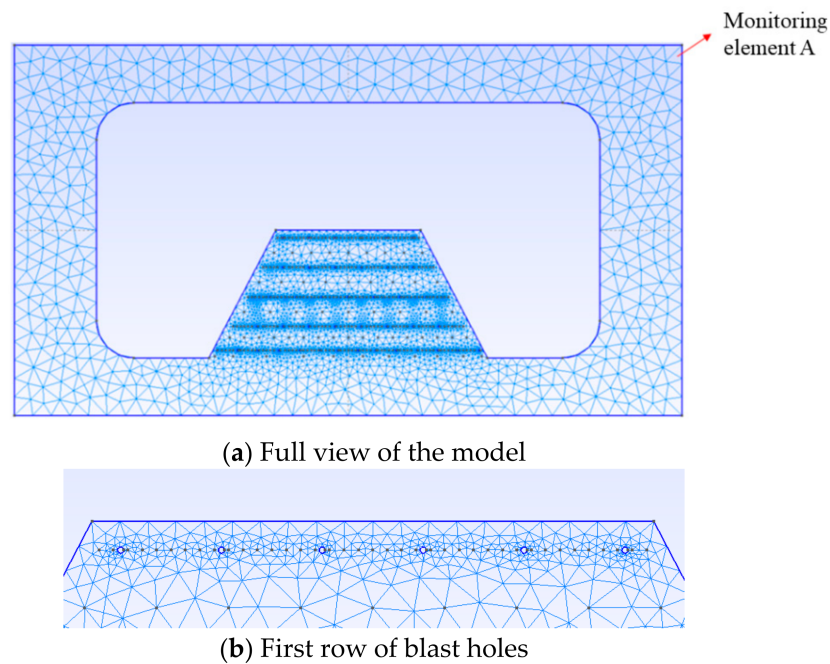 Monitoring
element A
(a) Full view of the model
(b) First row of blast holes